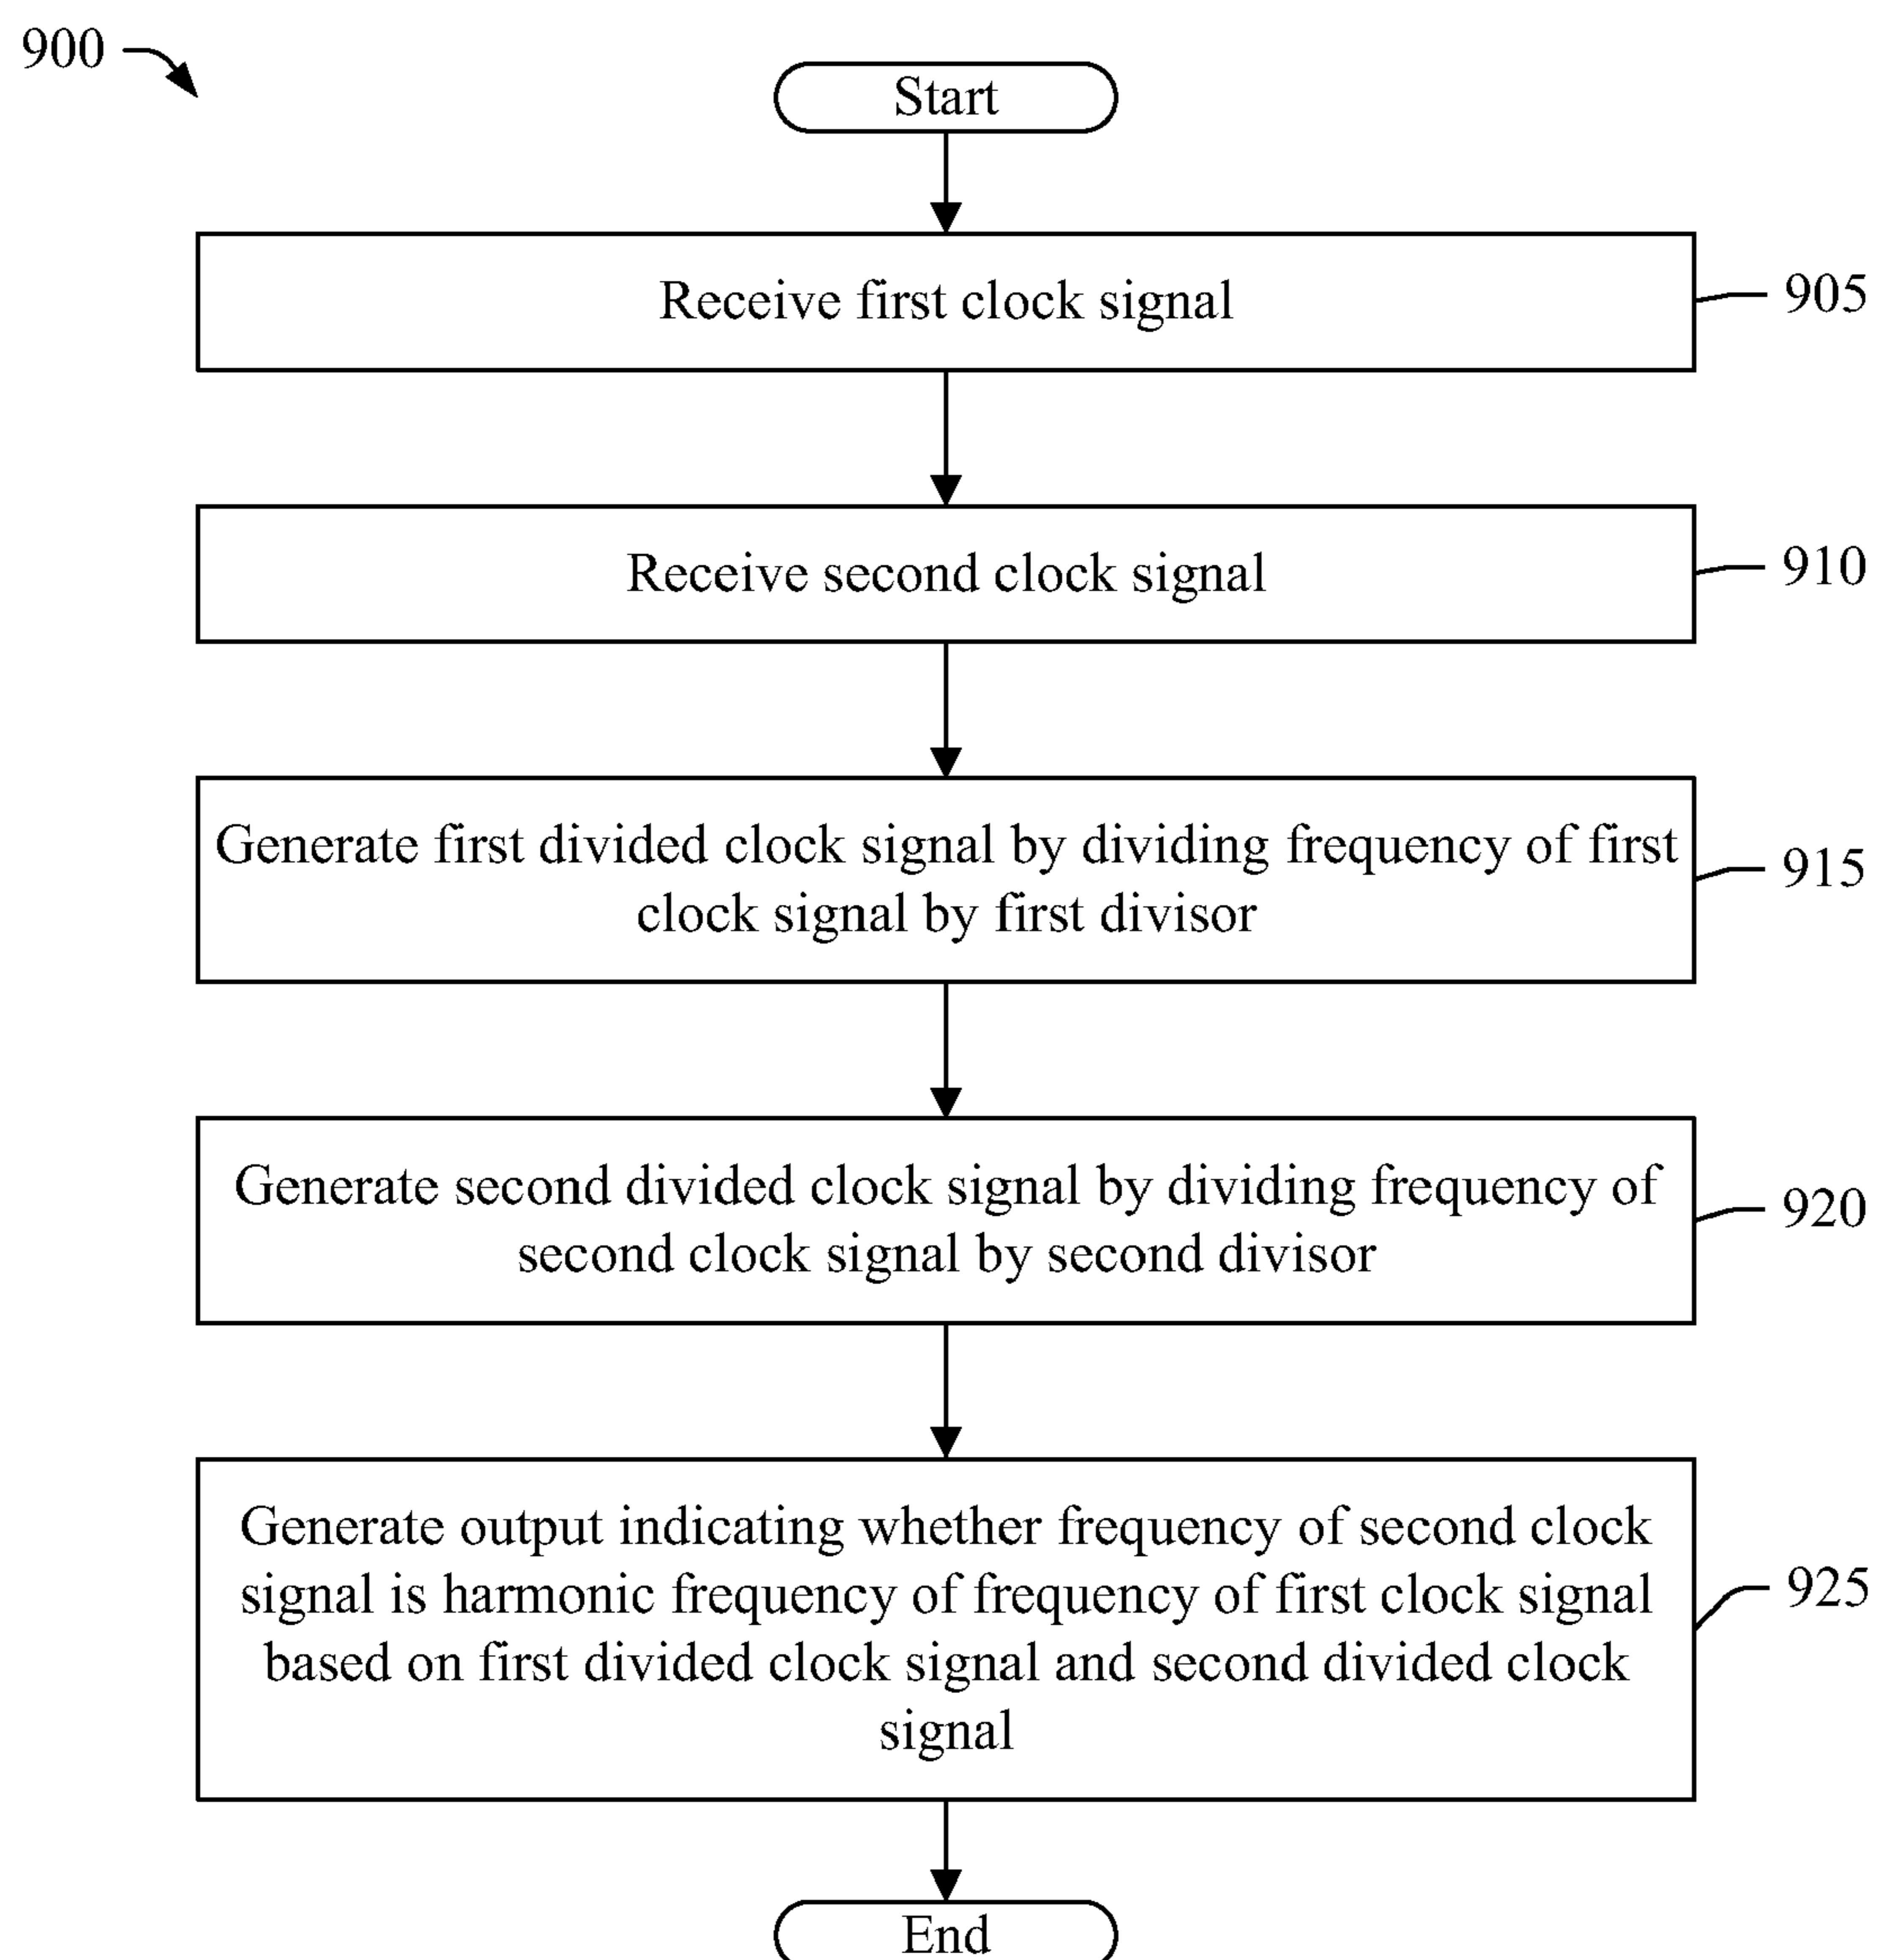 900
Start
Receive first clock signal
905
Receive second clock signal
910
Generate first divided clock signal by dividing frequency of first
clock signal by first divisor
915
Generate second divided clock signal by dividing frequency of
second clock signal by second divisor
920
Generate output indicating whether frequency of second clock
signal is harmonic frequency of frequency of first clock signal
based on first divided clock signal and second divided clock
signal
925
End